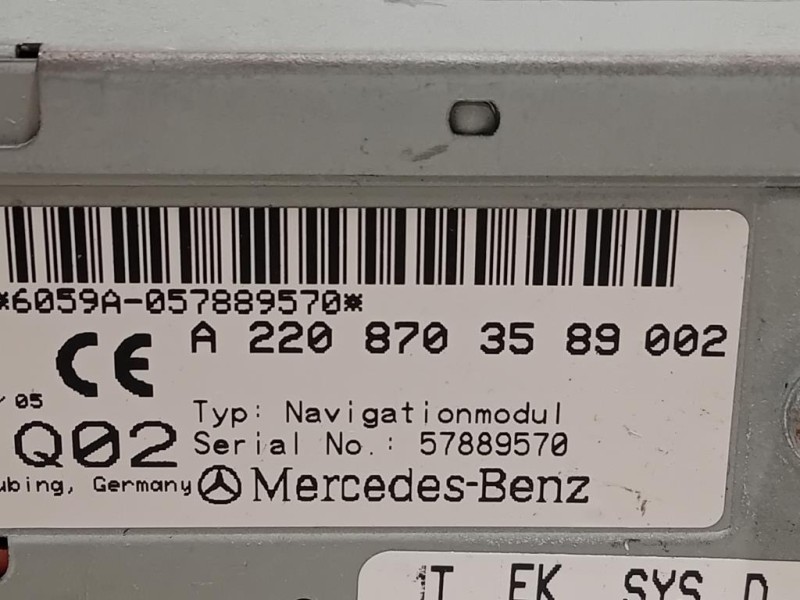 *6059A-057889570*
A 220 870 35 89 002
CE
/ 05
Typ: Navigationmodul
Q02
Serial No.: 57889570
ubing, Germany
Mercedes-Benz
SYS D